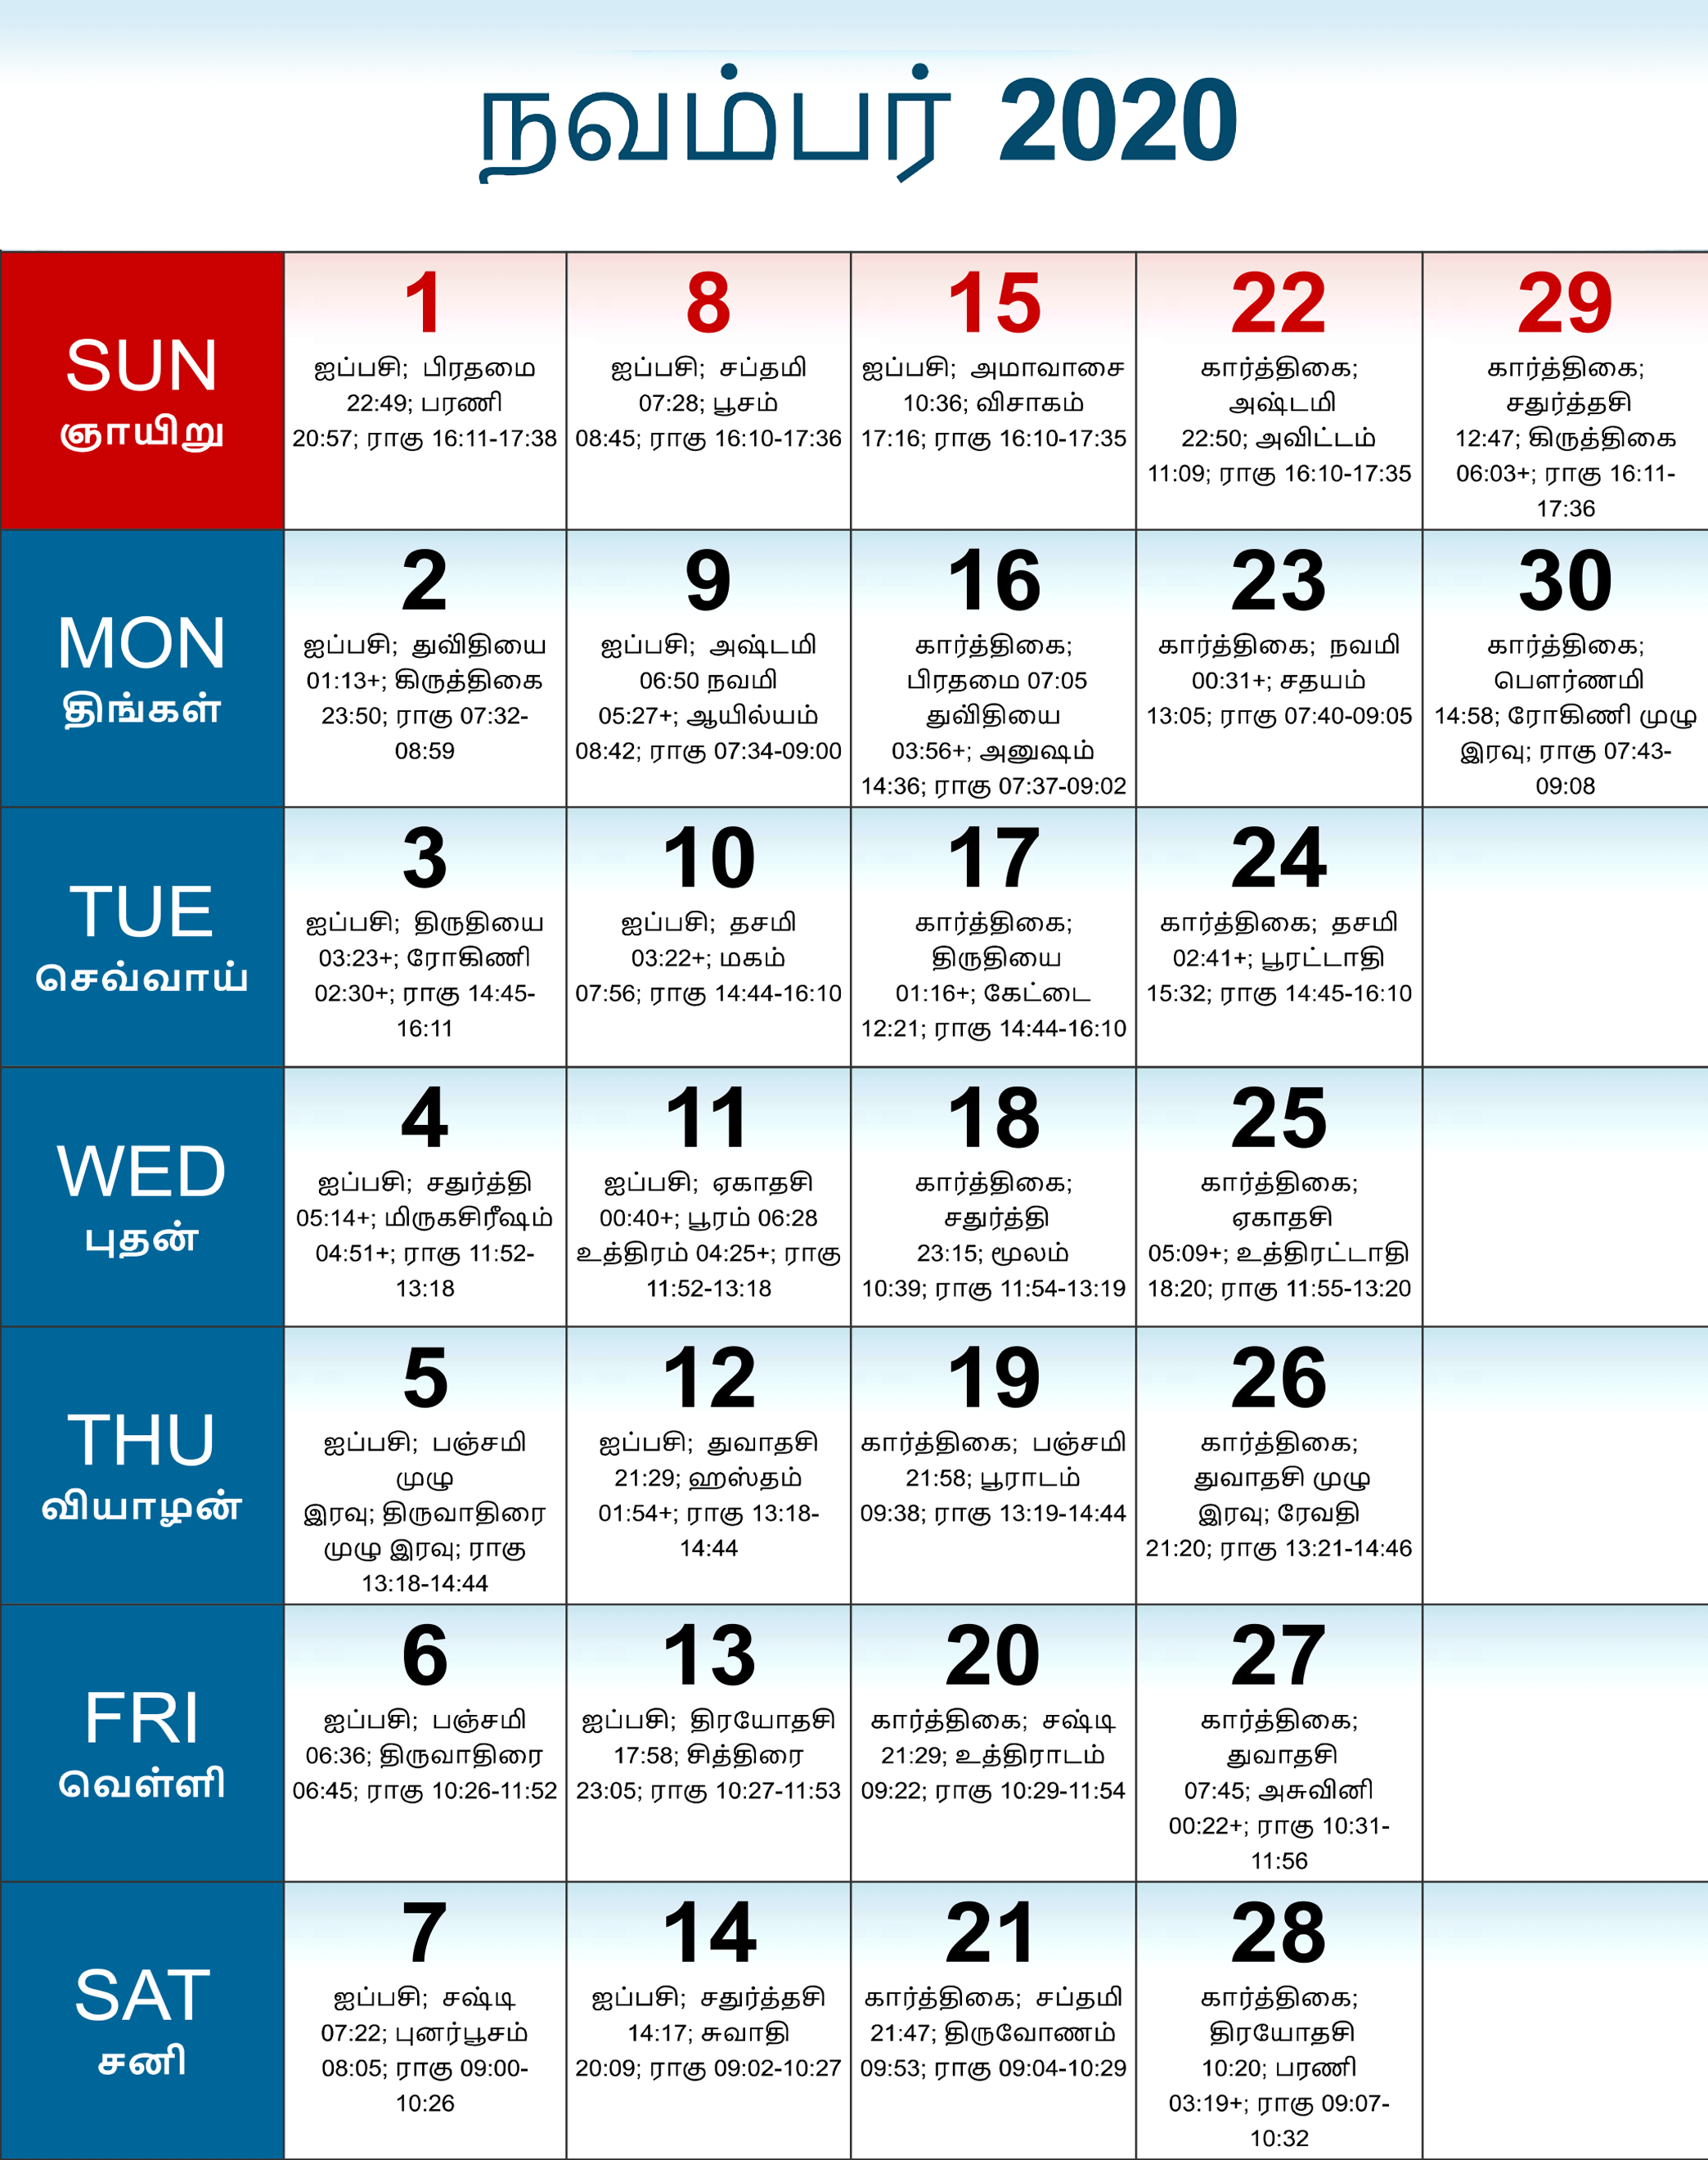 நவம்பர் 2020
SUN
ஞாயிறு
1
ஐப்பசி; பிரதமை
22:49; பரணி
20:57; ராகு 16:11-17:38
8
ஐப்பசி; சப்தமி
07:28; பூசம்
08:45; ராகு 16:10-17:36
15
ஐப்பசி; அமாவாசை
10:36; விசாகம்
17:16; ராகு 16:10-17:35
22
கார்த்திகை;
அஷ்டமி
22:50; அவிட்டம்
11:09; ராகு 16:10-17:35
29
கார்த்திகை;
சதுர்த்தசி
12:47; கிருத்திகை
06:03+; ராகு 16:11-
17:36
MON
திங்கள்
2
ஐப்பசி; துவிதியை
01:13+; கிருத்திகை
23:50; ராகு 07:32-
08:59
9
ஐப்பசி; அஷ்டமி
06:50 நவமி
05:27+; ஆயில்யம்
08:42; ராகு 07:34-09:00
16
கார்த்திகை;
பிரதமை 07:05
துவிதியை
03:56+; அனுஷம்
14:36; ராகு 07:37-09:02
23
கார்த்திகை; நவமி
00:31+; சதயம்
13:05; ராகு 07:40-09:05
30
கார்த்திகை;
பௌர்ணமி
14:58; ரோகிணி முழு
இரவு; ராகு 07:43-
09:08
TUE
செவ்வாய்
3
ஐப்பசி; திருதியை
03:23+; ரோகிணி
02:30+; ராகு 14:45-
16:11
10
ஐப்பசி; தசமி
03:22+; மகம்
07:56; ராகு 14:44-16:10
17
கார்த்திகை;
திருதியை
01:16+; கேட்டை
12:21; ராகு 14:44-16:10
24
கார்த்திகை; தசமி
02:41+; பூரட்டாதி
15:32; ராகு 14:45-16:10
WED
புதன்
4
ஐப்பசி; சதுர்த்தி
05:14+; மிருகசிரீஷம்
04:51+; ராகு 11:52-
13:18
11
ஐப்பசி; ஏகாதசி
00:40+; பூரம் 06:28
உத்திரம் 04:25+; ராகு
11:52-13:18
18
கார்த்திகை;
சதுர்த்தி
23:15; மூலம்
10:39; ராகு 11:54-13:19
25
கார்த்திகை;
ஏகாதசி
05:09+; உத்திரட்டாதி
18:20; ராகு 11:55-13:20
THU
வியாழன்
5
ஐப்பசி; பஞ்சமி
முழு
இரவு; திருவாதிரை
முழு இரவு; ராகு
13:18-14:44
12
ஐப்பசி; துவாதசி
21:29; ஹஸ்தம்
01:54+; ராகு 13:18-
14:44
19
கார்த்திகை; பஞ்சமி
21:58; பூராடம்
09:38; ராகு 13:19-14:44
26
கார்த்திகை;
துவாதசி முழு
இரவு; ரேவதி
21:20; ராகு 13:21-14:46
FRI
வெள்ளி
6
ஐப்பசி; பஞ்சமி
06:36; திருவாதிரை
06:45; ராகு 10:26-11:52
13
ஐப்பசி; திரயோதசி
17:58; சித்திரை
23:05; ராகு 10:27-11:53
20
கார்த்திகை; சஷ்டி
21:29; உத்திராடம்
09:22; ராகு 10:29-11:54
27
கார்த்திகை;
துவாதசி
07:45; அசுவினி
00:22+; ராகு 10:31-
11:56
SAT
சனி
7
ஐப்பசி; சஷ்டி
07:22; புனர்பூசம்
08:05; ராகு 09:00-
10:26
14
ஐப்பசி; சதுர்த்தசி
14:17; சுவாதி
20:09; ராகு 09:02-10:27
21
கார்த்திகை; சப்தமி
21:47; திருவோணம்
09:53; ராகு 09:04-10:29
28
கார்த்திகை;
திரயோதசி
10:20; பரணி
03:19+; ராகு 09:07-
10:32